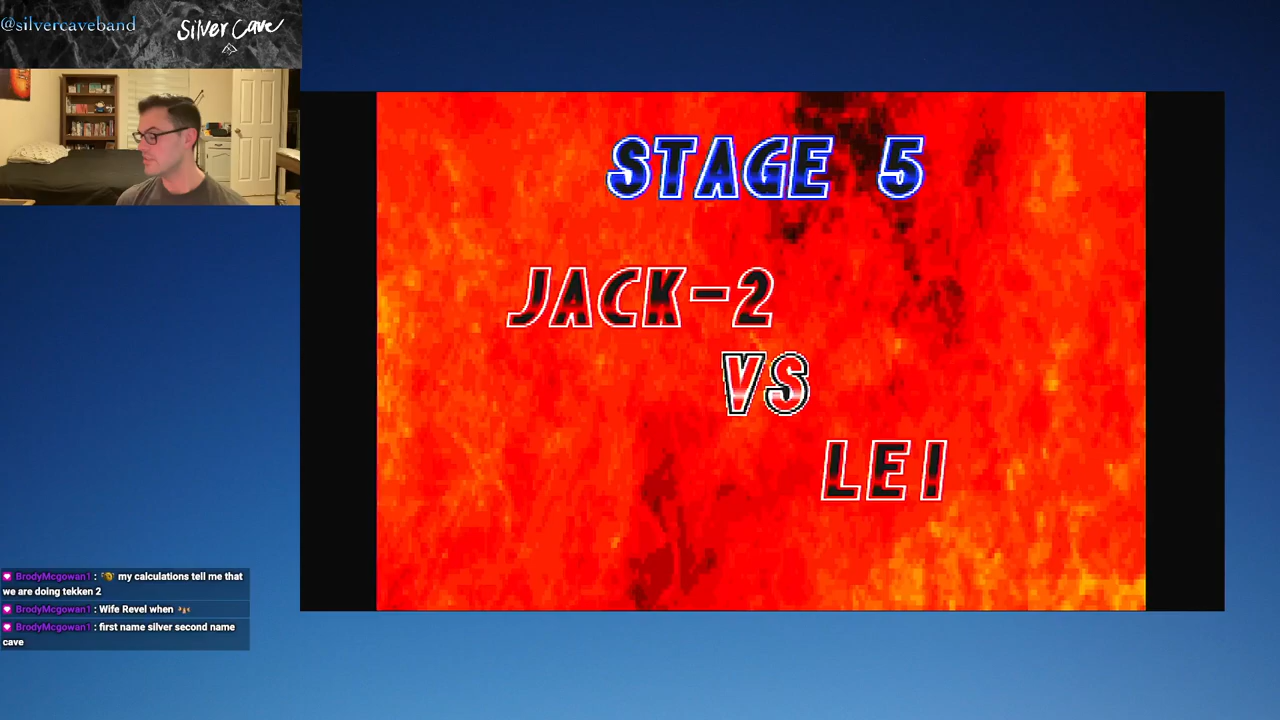 @silvercaveband
Silver Cave
STAGE 5
JACK-2
VS
LEI
BrodyMcgowan1 : my calculations tell me that
we are doing tekken 2
BrodyMcgowan1 : Wife Revel when
BrodyMcgowan1 : first name silver second name
cave